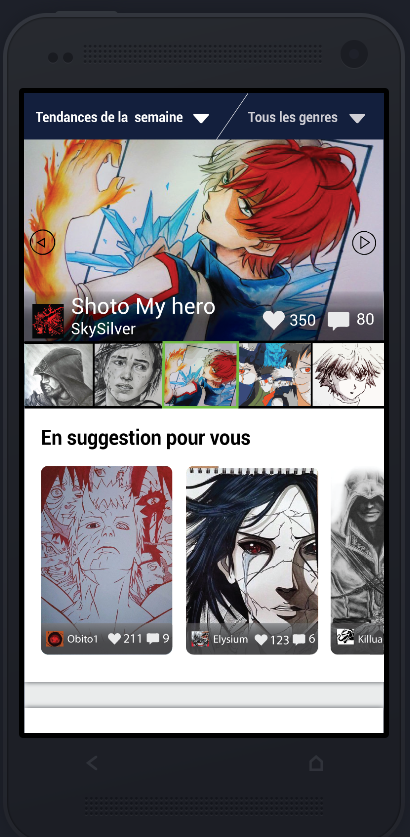 Tendances de la semaine
Tous les genres
Shoto My hero
SkySilver
350
80
En suggestion pour vous
Obito1
211
9
Elysium
123
6
Killua